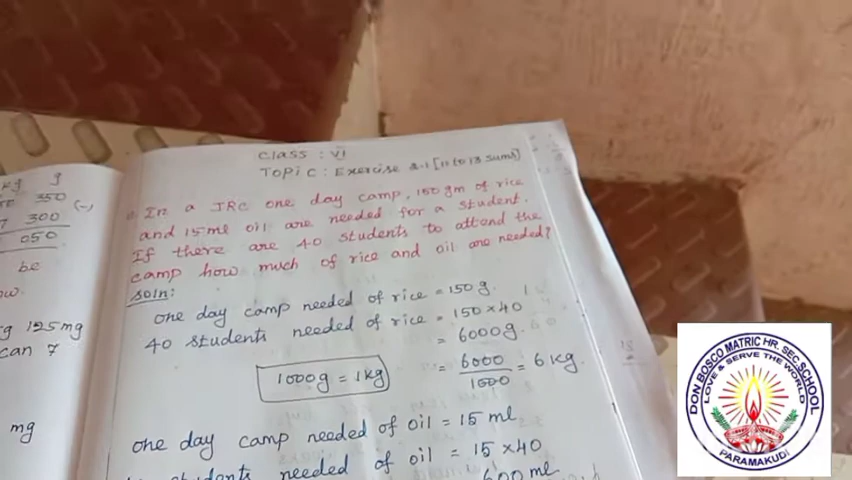 kg g
350
300 (-)
050
be
ow.
g 125mg
can 7
mg
Class : VI
Topic : Exercise 2.1 [11 to 13 sums]
In a JRC one day camp, 150 gm of rice
and 15 ml oil are needed for a student.
If there are 40 students to attend the
camp how much of rice and oil are needed?
Soln:
One day camp needed of rice = 150 g.
40 students needed of rice = 150 × 40
= 6000 g.
1000g = 1kg
= 6000/1000 = 6 kg.
One day camp needed of oil = 15 ml
students needed of oil = 15 × 40
600 ml
DON BOSCO MATRIC HR. SEC SCHOOL
LOVE & SERVE THE WORLD
PARAMAKUDI